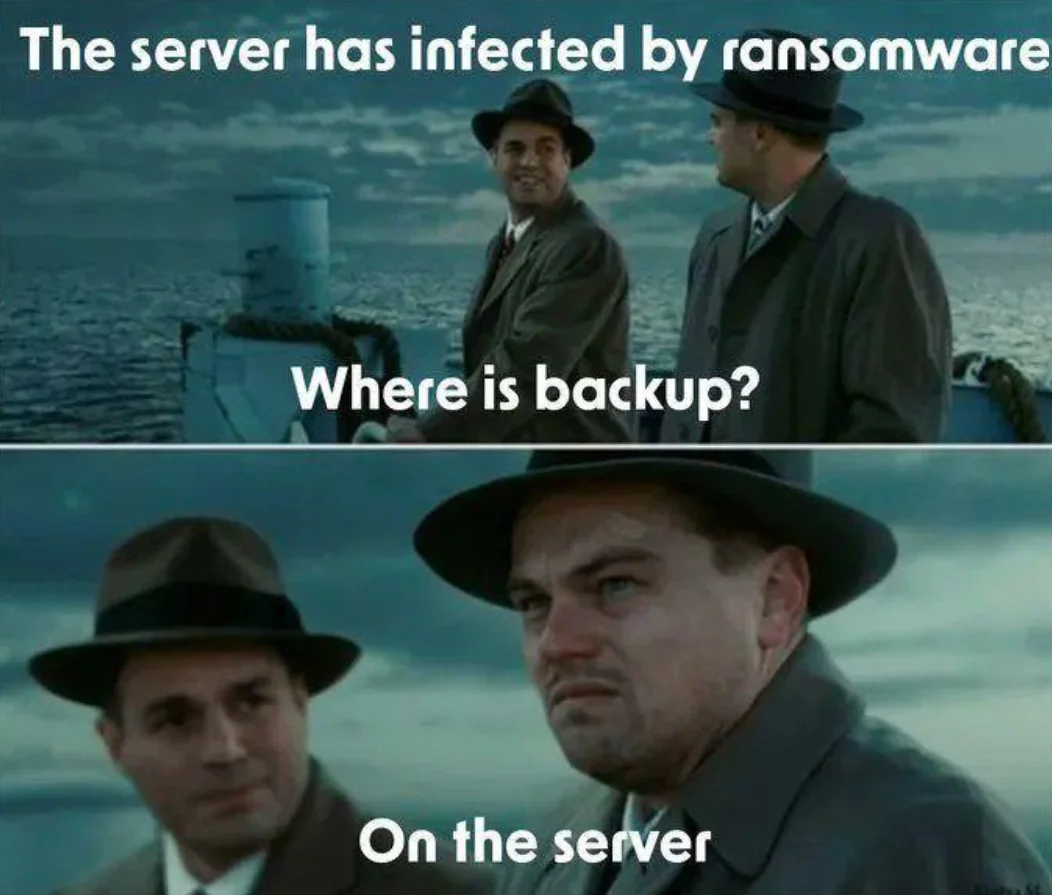 The server has infected by ransomware
Where is backup?
On the server